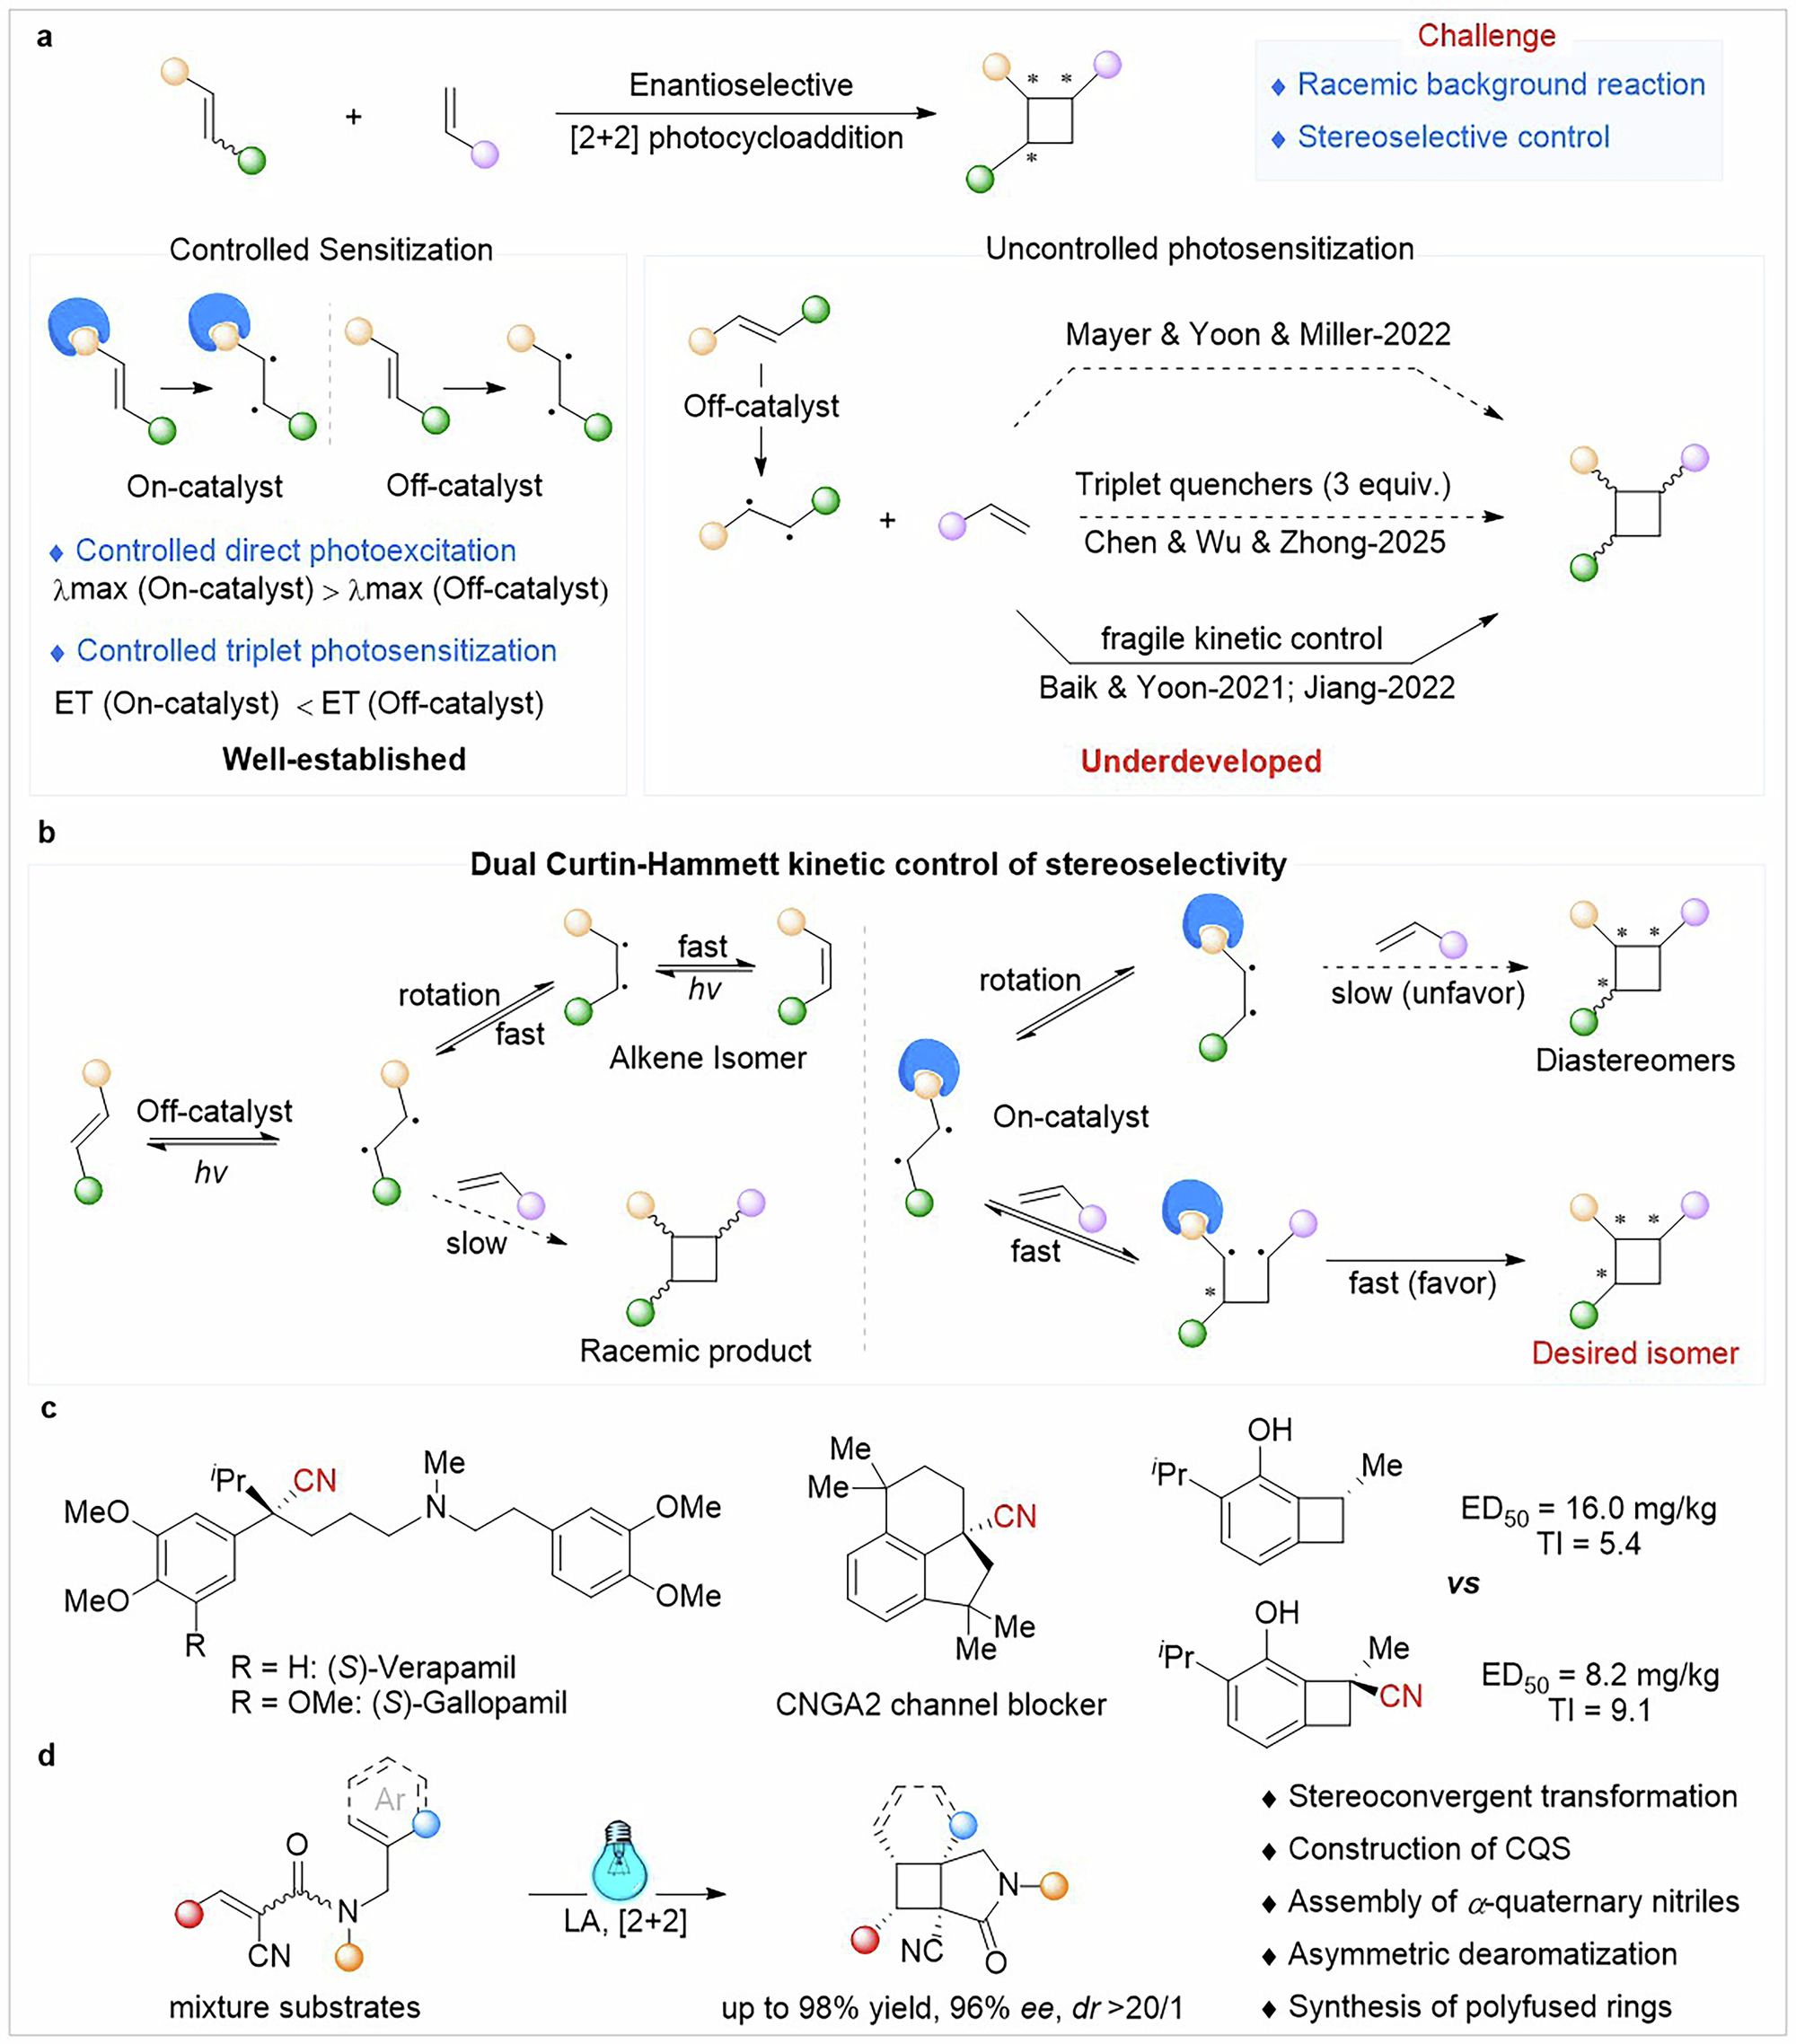 a
Enantioselective
[2+2] photocycloaddition
+
* *
*
Challenge
♦ Racemic background reaction
♦ Stereoselective control
Controlled Sensitization
On-catalyst
Off-catalyst
♦ Controlled direct photoexcitation
λmax (On-catalyst) > λmax (Off-catalyst)
♦ Controlled triplet photosensitization
ET (On-catalyst) < ET (Off-catalyst)
Well-established
Uncontrolled photosensitization
Off-catalyst
+
Mayer & Yoon & Miller-2022
Triplet quenchers (3 equiv.)
Chen & Wu & Zhong-2025
fragile kinetic control
Baik & Yoon-2021; Jiang-2022
Underdeveloped
b
Dual Curtin-Hammett kinetic control of stereoselectivity
Off-catalyst
hv
rotation
fast
fast
hv
Alkene Isomer
slow
Racemic product
On-catalyst
rotation
slow (unfavor)
* *
*
Diastereomers
fast
*
fast (favor)
* *
*
Desired isomer
c
iPr
CN
Me
N
MeO
MeO
R
OMe
OMe
R = H: (S)-Verapamil
R = OMe: (S)-Gallopamil
Me
Me
CN
Me
Me
CNGA2 channel blocker
OH
iPr
Me
ED50 = 16.0 mg/kg
TI = 5.4
vs
OH
iPr
Me
CN
ED50 = 8.2 mg/kg
TI = 9.1
d
Ar
O
N
CN
mixture substrates
LA, [2+2]
N
NC
O
up to 98% yield, 96% ee, dr >20/1
♦ Stereoconvergent transformation
♦ Construction of CQS
♦ Assembly of α-quaternary nitriles
♦ Asymmetric dearomatization
♦ Synthesis of polyfused rings